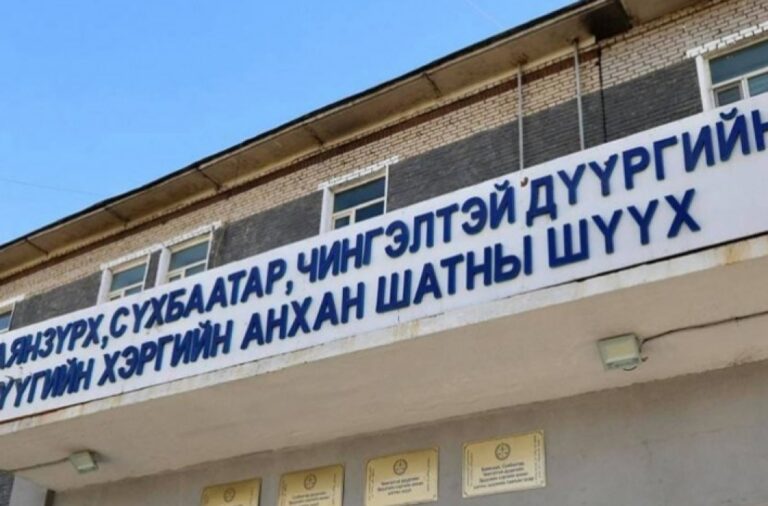 АЯНЗҮРХ, СҮХБААТАР, ЧИНГЭЛТЭЙ ДҮҮРГИЙН
ҮҮГИЙН ХЭРГИЙН АНХАН ШАТНЫ ШҮҮХ